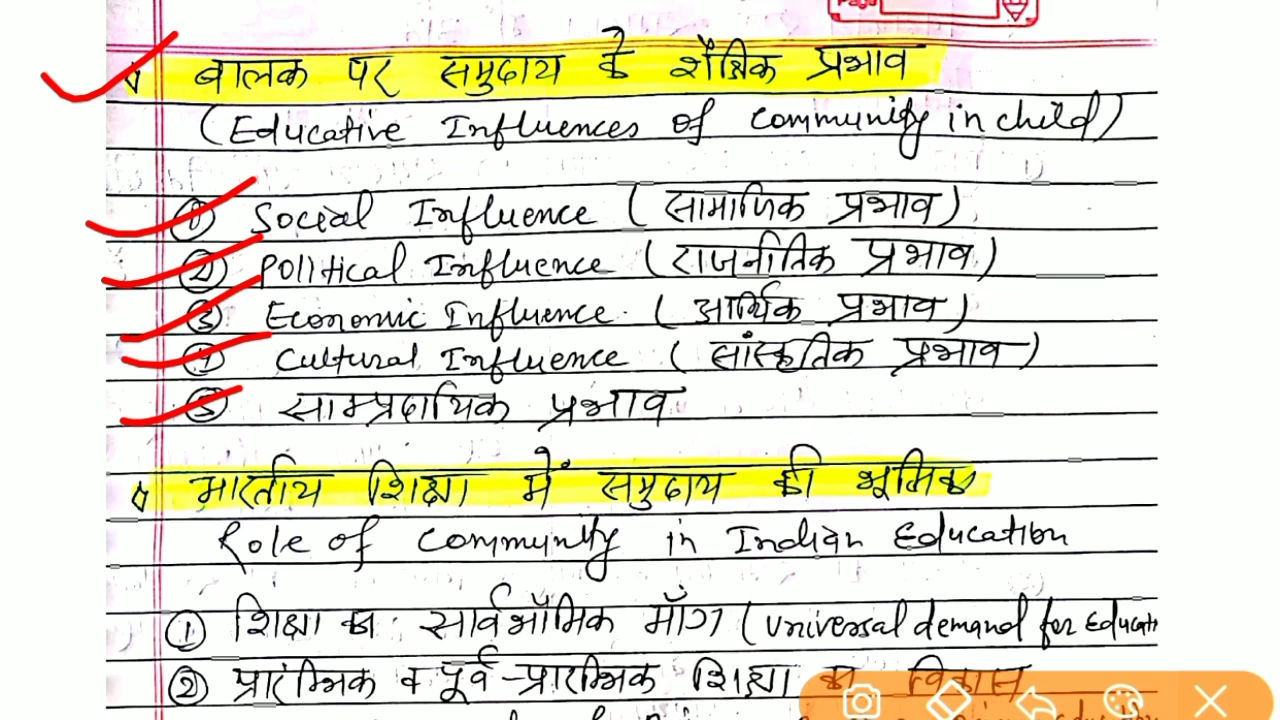 Page
बालक पर समुदाय के शैक्षिक प्रभाव
(Educative Influences of Community in child)
① Social Influence (सामाजिक प्रभाव)
② Political Influence (राजनीतिक प्रभाव)
③ Economic Influence. (आर्थिक प्रभाव)
④ Cultural Influence (सांस्कृतिक प्रभाव)
⑤ साम्प्रदायिक प्रभाव
भारतीय शिक्षा में समुदाय की भूमिका
Role of Community in Indian Education
① शिक्षा का सार्वभौमिक माँग (Universal demand for Educati
② प्रारंम्भिक व पूर्व-प्रारम्भिक शिक्षा का विकास